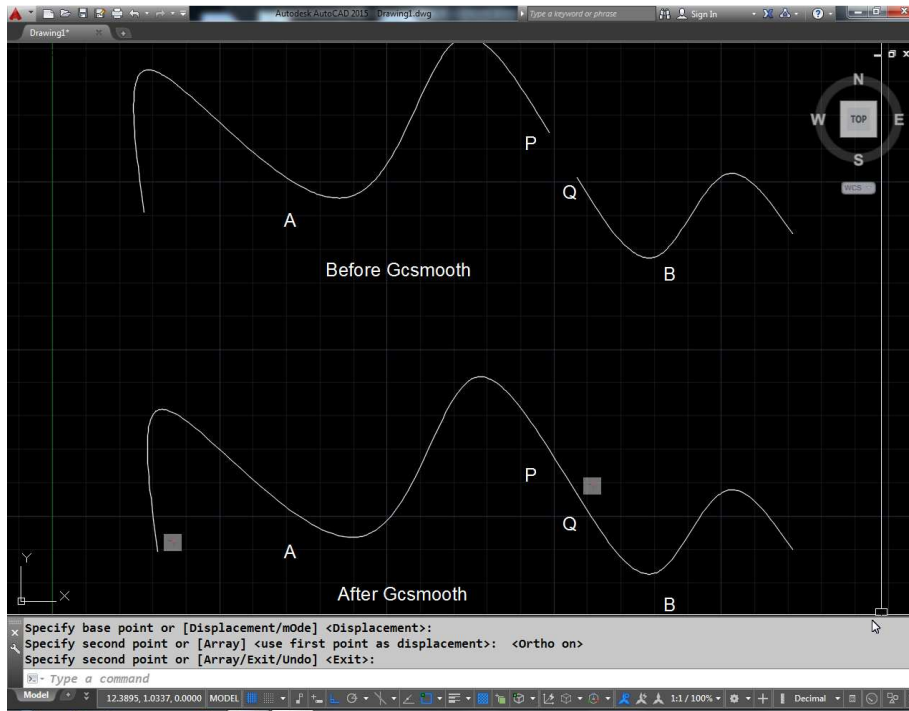 Autodesk AutoCAD 2015 Drawing1.dwg
Type a keyword or phrase
Sign In
Drawing1*
N
W TOP E
S
WCS
P
Q
A
B
Before Gcsmooth
P
Q
A
B
After Gcsmooth
Y
X
Specify base point or [Displacement/mOde] <Displacement>:
Specify second point or [Array] <use first point as displacement>: <Ortho on>
Specify second point or [Array/Exit/Undo] <Exit>:
Type a command
Model 12.3895, 1.0337, 0.0000 MODEL 1:1 / 100% Decimal